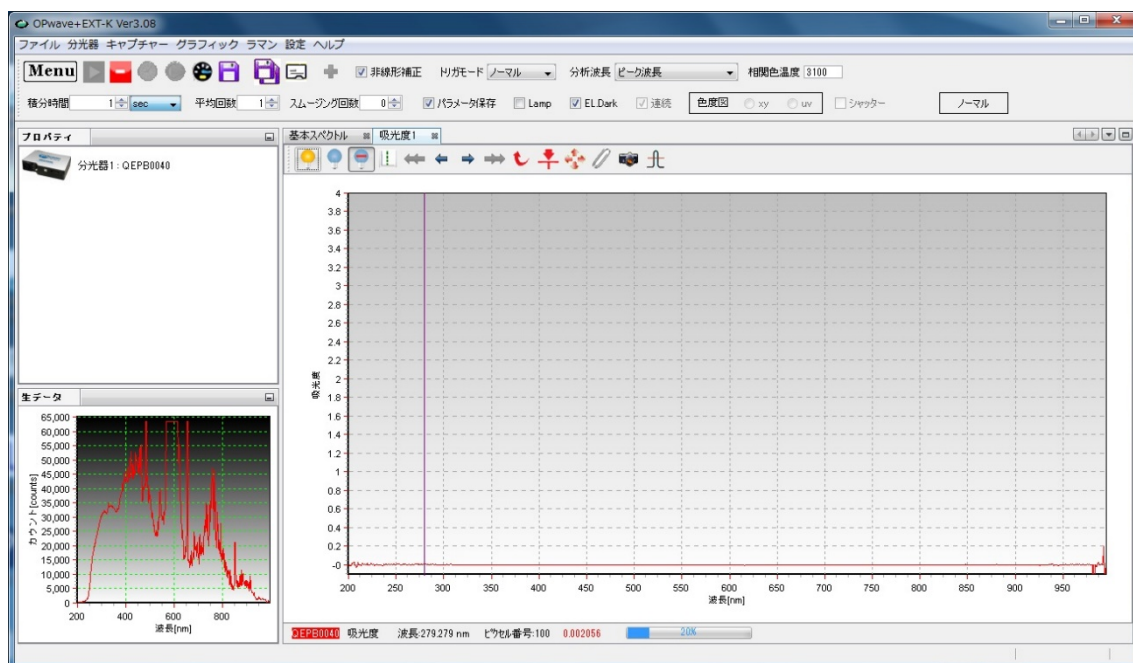 OPwave+EXT-K Ver3.08
ファイル 分光器 キャプチャー グラフィック ラマン 設定 ヘルプ
Menu 非線形補正 トリガモード ノーマル 分析波長 ピーク波長 相関色温度 3100
積分時間 1 sec 平均回数 1 スムージング回数 0 パラメータ保存 Lamp EL.Dark 連続 色度図 xy uv シャッター ノーマル
プロパティ
分光器1 : QEPB0040
基本スペクトル 吸光度1
4
3.8
3.6
3.4
3.2
3
2.8
2.6
2.4
2.2
2
1.8
1.6
1.4
1.2
1
0.8
0.6
0.4
0.2
-0
吸光度
200 250 300 350 400 450 500 550 600 650 700 750 800 850 900 950
波長[nm]
生データ
65,000
60,000
55,000
50,000
45,000
40,000
35,000
30,000
25,000
20,000
15,000
10,000
5,000
0
カウント[counts]
200 400 600 800
波長[nm]
QEPB0040 吸光度 波長:279.279 nm ピクセル番号:100 0.002056 20%